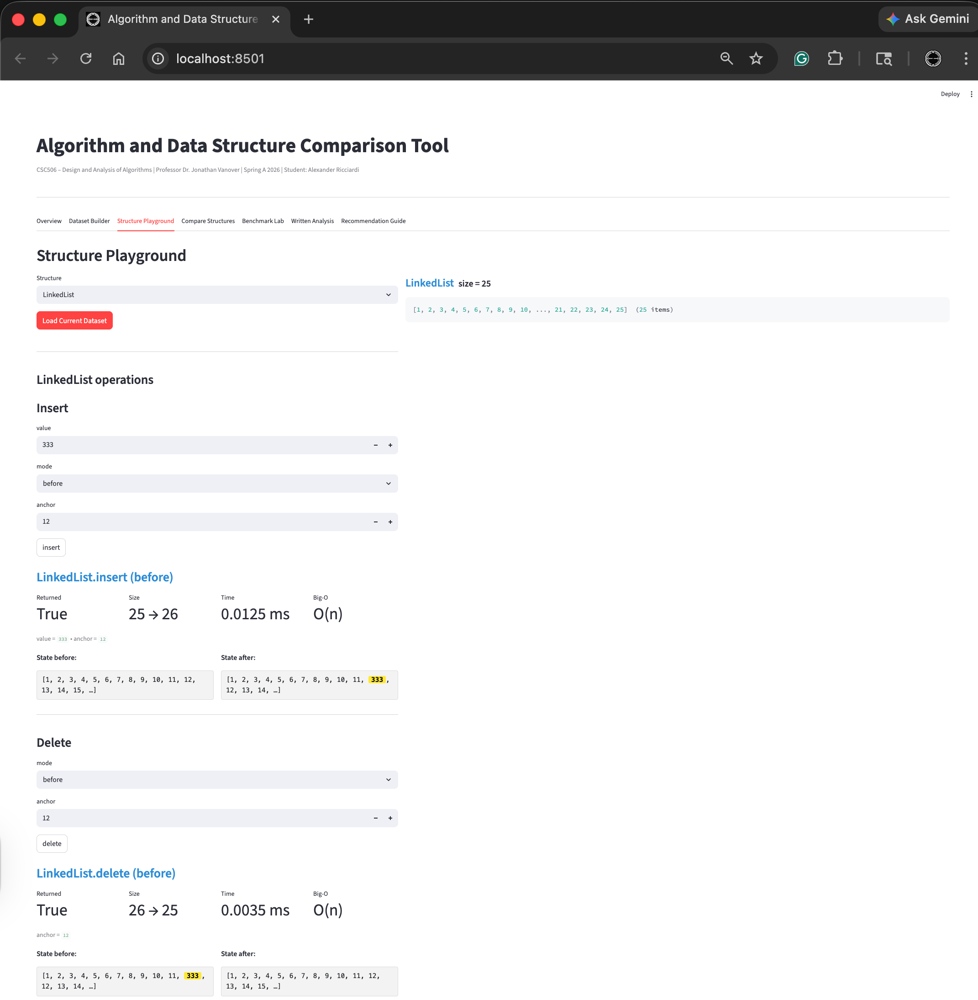 Algorithm and Data Structure
Ask Gemini
localhost:8501
Deploy
Algorithm and Data Structure Comparison Tool
CSC506 – Design and Analysis of Algorithms | Professor Dr. Jonathan Vanover | Spring A 2026 | Student: Alexander Ricciardi
Overview Dataset Builder Structure Playground Compare Structures Benchmark Lab Written Analysis Recommendation Guide
Structure Playground
Structure
LinkedList
Load Current Dataset
LinkedList size = 25
[1, 2, 3, 4, 5, 6, 7, 8, 9, 10, ..., 21, 22, 23, 24, 25] (25 items)
LinkedList operations
Insert
value
333
mode
before
anchor
12
insert
LinkedList.insert (before)
Returned Size Time Big-O
True 25 → 26 0.0125 ms O(n)
value = 333 • anchor = 12
State before:
[1, 2, 3, 4, 5, 6, 7, 8, 9, 10, 11, 12,
13, 14, 15, …]
State after:
[1, 2, 3, 4, 5, 6, 7, 8, 9, 10, 11, 333,
12, 13, 14, …]
Delete
mode
before
anchor
12
delete
LinkedList.delete (before)
Returned Size Time Big-O
True 26 → 25 0.0035 ms O(n)
anchor = 12
State before:
[1, 2, 3, 4, 5, 6, 7, 8, 9, 10, 11, 333,
12, 13, 14, …]
State after:
[1, 2, 3, 4, 5, 6, 7, 8, 9, 10, 11, 12,
13, 14, 15, …]